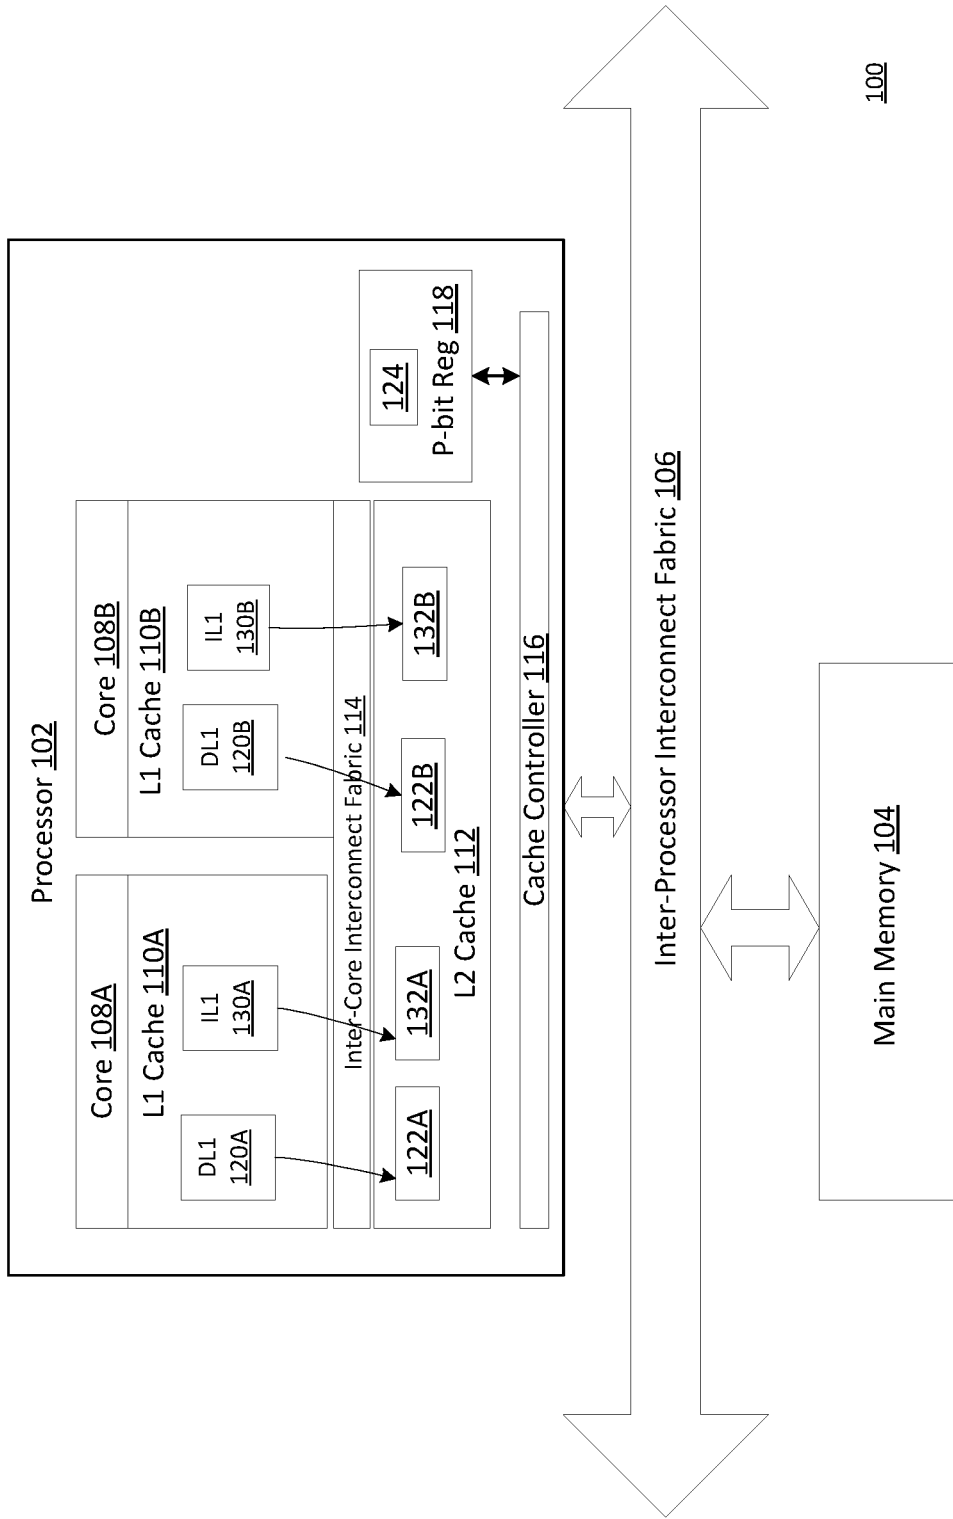 Processor 102
Core 108A
L1 Cache 110A
DL1
120A
IL1
130A
Core 108B
L1 Cache 110B
DL1
120B
IL1
130B
Inter-Core Interconnect Fabric 114
122A
132A
122B
132B
L2 Cache 112
124
P-bit Reg 118
Cache Controller 116
Inter-Processor Interconnect Fabric 106
Main Memory 104
100